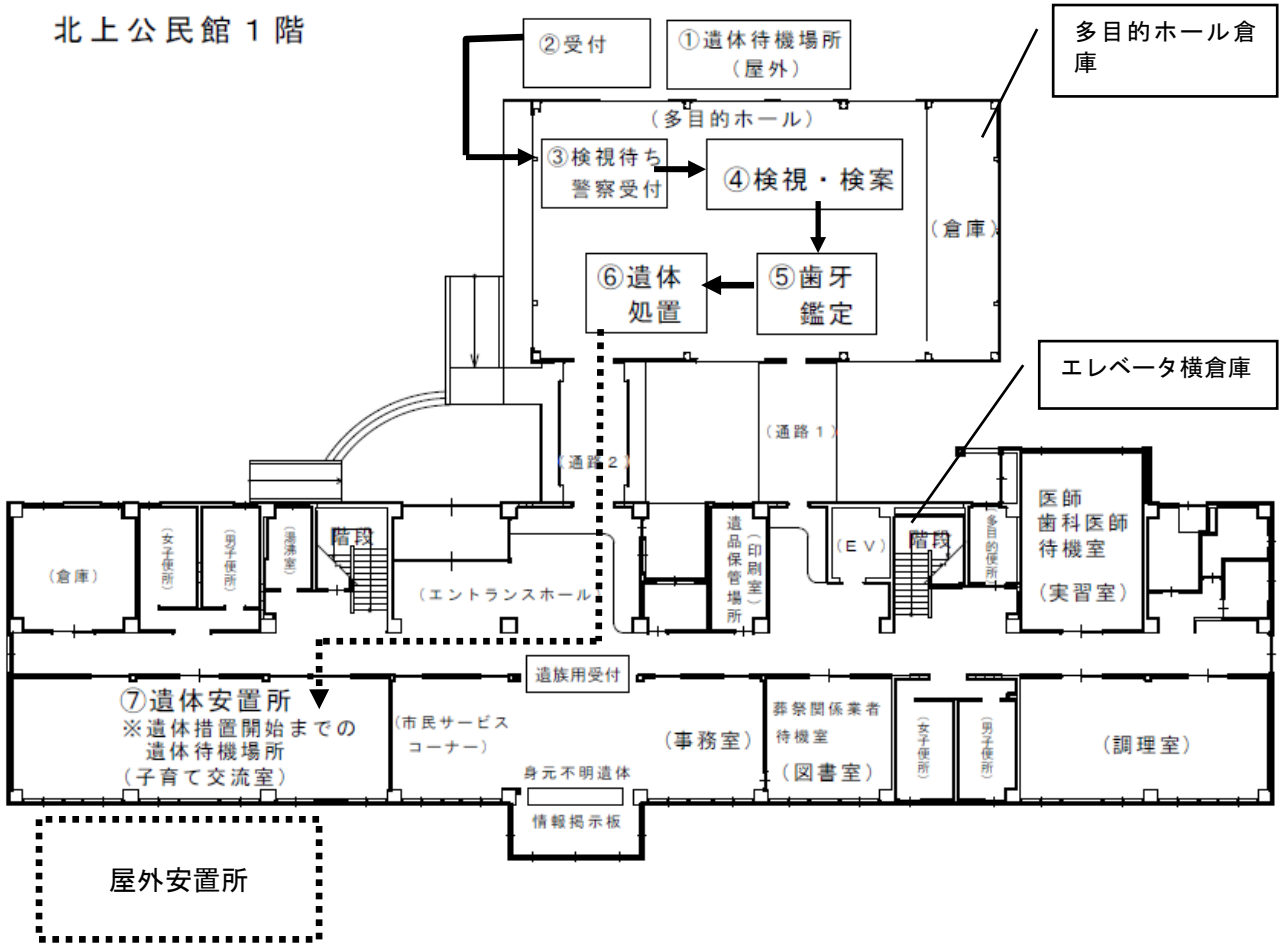 北上公民館１階
②受付
①遺体待機場所
（屋外）
多目的ホール倉
庫
（多目的ホール）
③検視待ち
警察受付
④検視・検案
（倉庫）
⑥遺体
処置
⑤歯牙
鑑定
エレベータ横倉庫
（通路１）
（通路２）
（倉庫）
（女子便所）
（男子便所）
（湯沸室）
階段
（エントランスホール）
（印刷室）
遺品保管場所
（ＥＶ）
階段
（多目的便所）
医師
歯科医師
待機室
（実習室）
遺族用受付
⑦遺体安置所
※遺体措置開始までの
遺体待機場所
（子育て交流室）
（市民サービス
コーナー）
（事務室）
葬祭関係業者
待機室
（図書室）
（女子便所）
（男子便所）
（調理室）
身元不明遺体
情報掲示板
屋外安置所